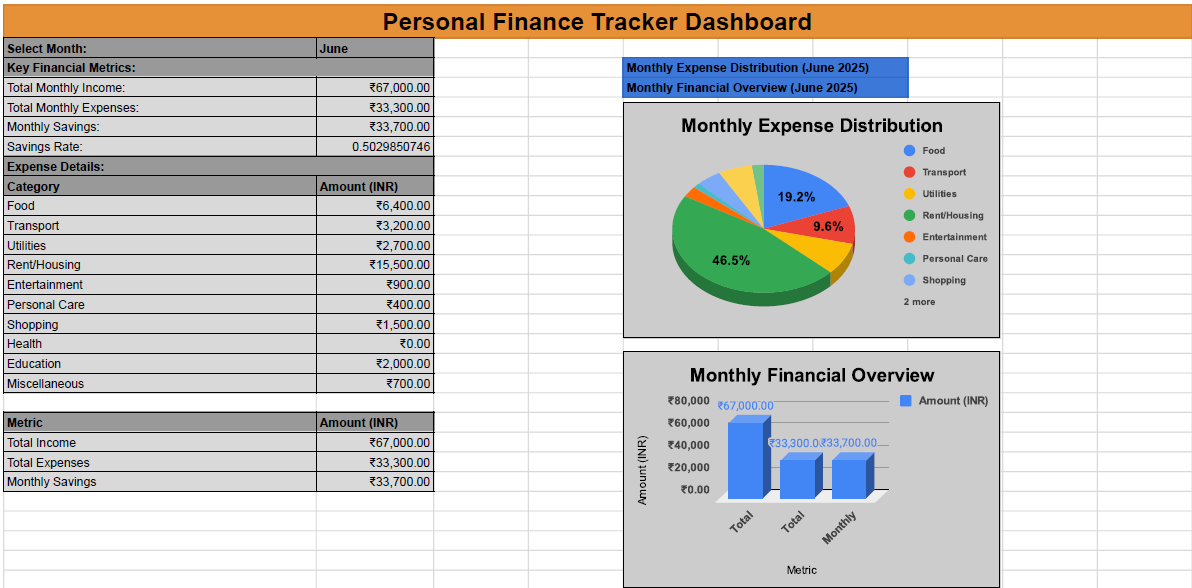 Personal Finance Tracker Dashboard
Select Month: June
Key Financial Metrics:
Total Monthly Income: ₹67,000.00
Total Monthly Expenses: ₹33,300.00
Monthly Savings: ₹33,700.00
Savings Rate: 0.5029850746
Expense Details:
Category Amount (INR)
Food ₹6,400.00
Transport ₹3,200.00
Utilities ₹2,700.00
Rent/Housing ₹15,500.00
Entertainment ₹900.00
Personal Care ₹400.00
Shopping ₹1,500.00
Health ₹0.00
Education ₹2,000.00
Miscellaneous ₹700.00
Metric Amount (INR)
Total Income ₹67,000.00
Total Expenses ₹33,300.00
Monthly Savings ₹33,700.00
Monthly Expense Distribution (June 2025)
Monthly Financial Overview (June 2025)
Monthly Expense Distribution
19.2%
9.6%
46.5%
Food
Transport
Utilities
Rent/Housing
Entertainment
Personal Care
Shopping
2 more
Monthly Financial Overview
Amount (INR)
₹80,000
₹60,000
₹40,000
₹20,000
₹0.00
Amount (INR)
₹67,000.00
₹33,300.0
₹33,700.00
Total
Total
Monthly
Metric